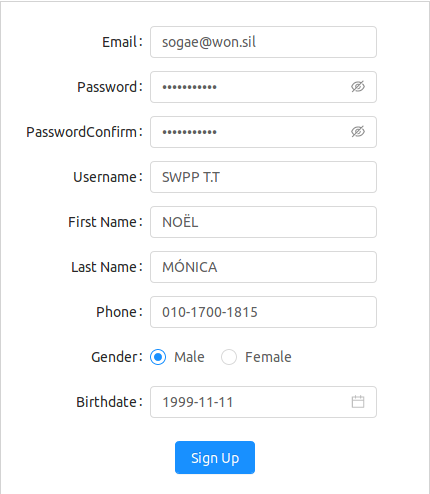 Email: sogae@won.sil
Password: •••••••••••
PasswordConfirm: •••••••••••
Username: SWPP T.T
First Name: NOËL
Last Name: MÓNICA
Phone: 010-1700-1815
Gender: Male Female
Birthdate: 1999-11-11
Sign Up